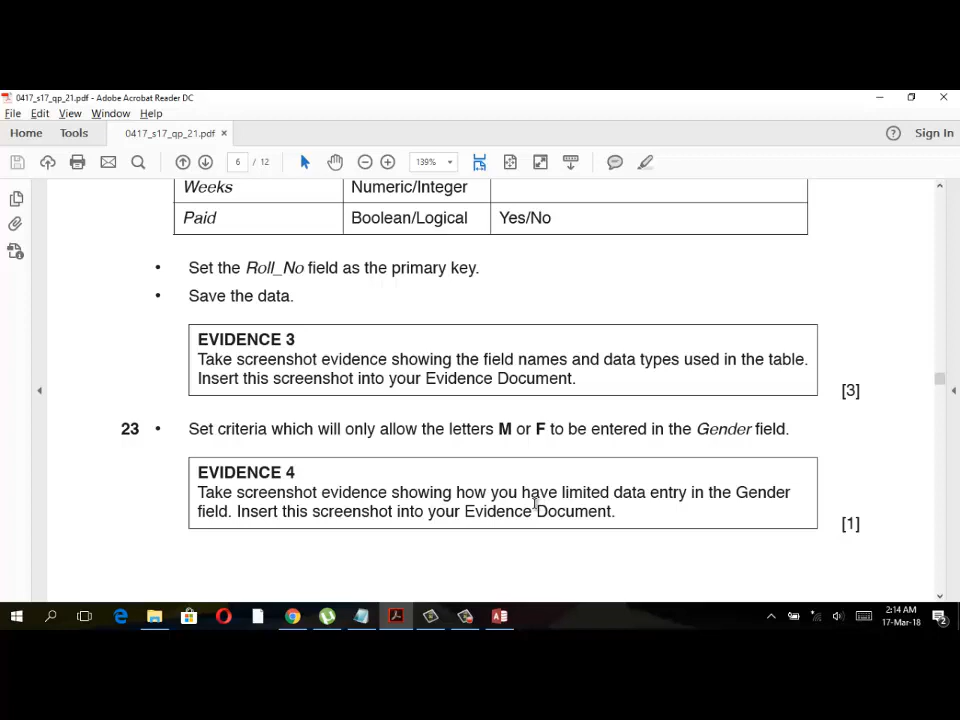 0417_s17_qp_21.pdf - Adobe Acrobat Reader DC
File Edit View Window Help
Home Tools 0417_s17_qp_21.pdf × ? Sign In
6 / 12 139%
Weeks Numeric/Integer
Paid Boolean/Logical Yes/No
• Set the Roll_No field as the primary key.
• Save the data.
EVIDENCE 3
Take screenshot evidence showing the field names and data types used in the table.
Insert this screenshot into your Evidence Document.
[3]
23 • Set criteria which will only allow the letters M or F to be entered in the Gender field.
EVIDENCE 4
Take screenshot evidence showing how you have limited data entry in the Gender
field. Insert this screenshot into your Evidence Document.
[1]
2:14 AM
17-Mar-18
2